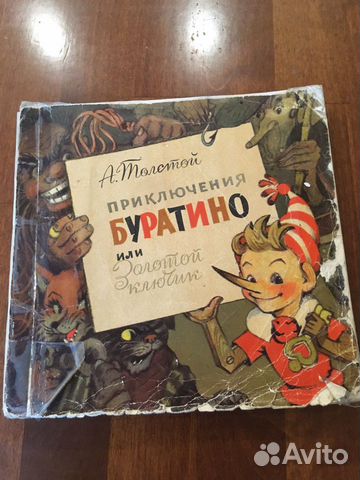 А. Толстой
ПРИКЛЮЧЕНИЯ
БУРАТИНО
или
Золотой
ключик
Avito